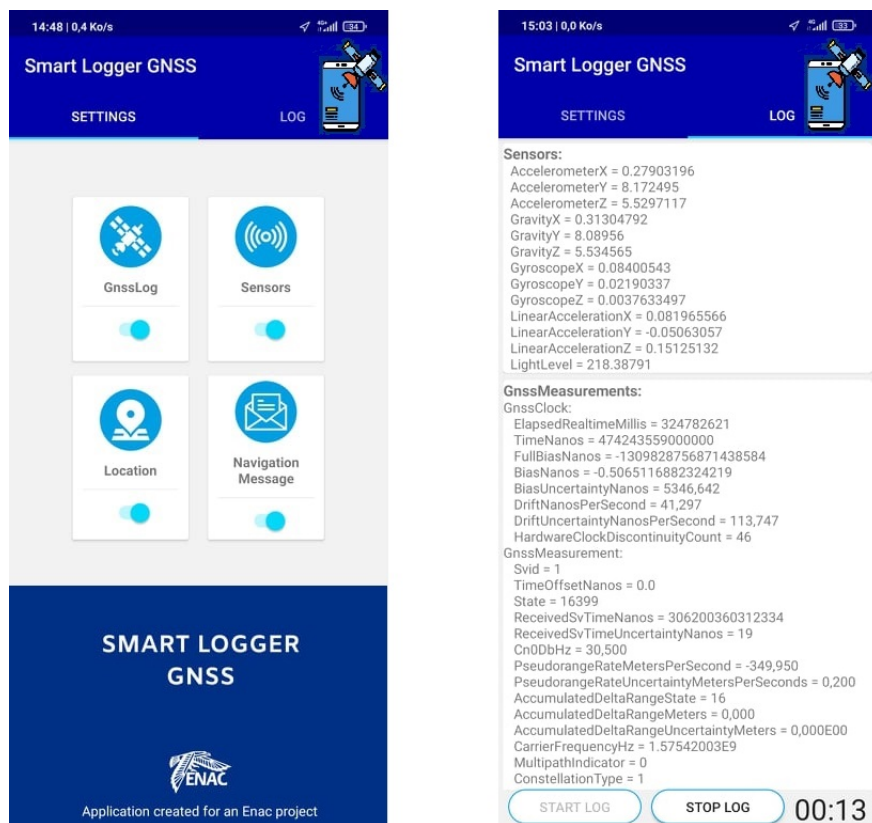 14:48 | 0,4 Ko/s
4G+
34
Smart Logger GNSS
SETTINGS
LOG
GnssLog
Sensors
Location
Navigation
Message
SMART LOGGER
GNSS
ENAC
Application created for an Enac project
15:03 | 0,0 Ko/s
33
Smart Logger GNSS
SETTINGS
LOG
Sensors:
AccelerometerX = 0.27903196
AccelerometerY = 8.172495
AccelerometerZ = 5.5297117
GravityX = 0.31304792
GravityY = 8.08956
GravityZ = 5.534565
GyroscopeX = 0.08400543
GyroscopeY = 0.02190337
GyroscopeZ = 0.0037633497
LinearAccelerationX = 0.081965566
LinearAccelerationY = -0.05063057
LinearAccelerationZ = 0.15125132
LightLevel = 218.38791
GnssMeasurements:
GnssClock:
ElapsedRealtimeMillis = 324782621
TimeNanos = 474243559000000
FullBiasNanos = -1309828756871438584
BiasNanos = -0.5065116882324219
BiasUncertaintyNanos = 5346,642
DriftNanosPerSecond = 41,297
DriftUncertaintyNanosPerSecond = 113,747
HardwareClockDiscontinuityCount = 46
GnssMeasurement:
Svid = 1
TimeOffsetNanos = 0.0
State = 16399
ReceivedSvTimeNanos = 306200360312334
ReceivedSvTimeUncertaintyNanos = 19
Cn0DbHz = 30,500
PseudorangeRateMetersPerSecond = -349,950
PseudorangeRateUncertaintyMetersPerSeconds = 0,200
AccumulatedDeltaRangeState = 16
AccumulatedDeltaRangeMeters = 0,000
AccumulatedDeltaRangeUncertaintyMeters = 0,000E00
CarrierFrequencyHz = 1.57542003E9
MultipathIndicator = 0
ConstellationType = 1
START LOG
STOP LOG
00:13